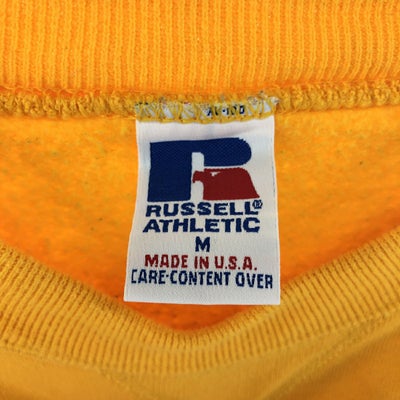 RUSSELL®
ATHLETIC
M
MADE IN U.S.A.
CARE-CONTENT OVER